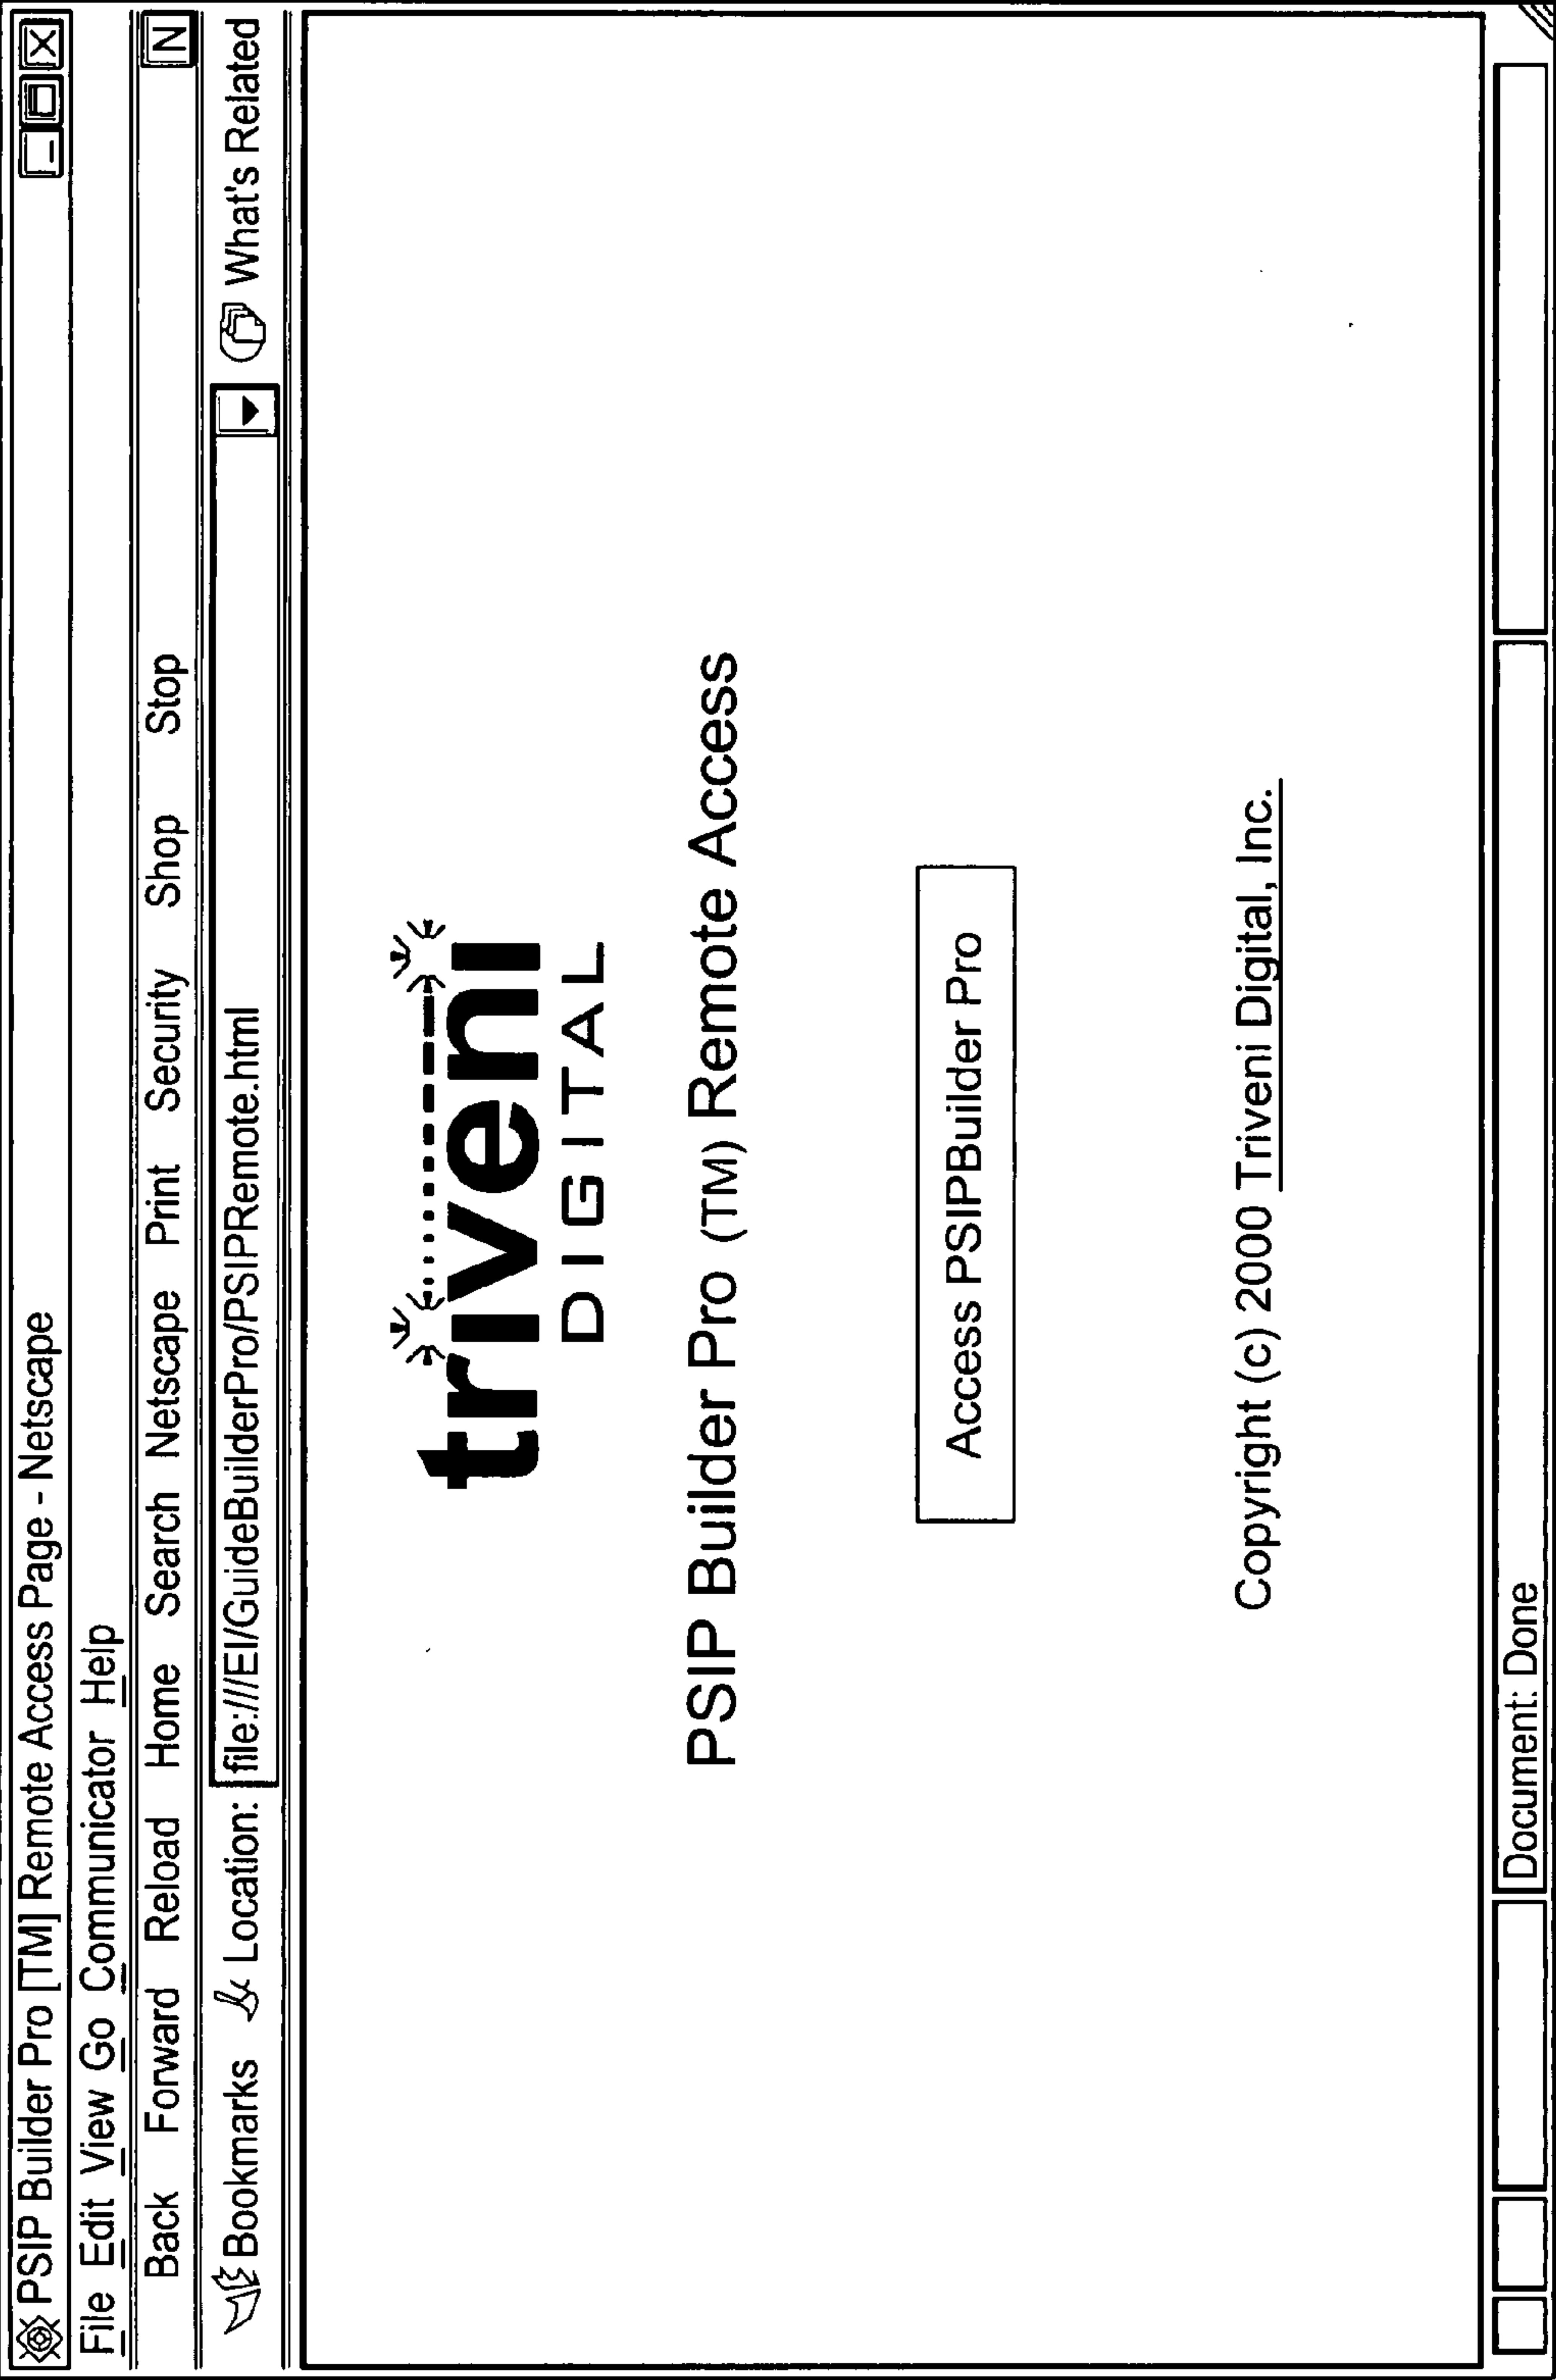 PSIP Builder Pro [TM] Remote Access Page - Netscape
File Edit View Go Communicator Help
Back Forward Reload Home Search Netscape Print Security Shop Stop N
Bookmarks Location: file:///EI/GuideBuilderPro/PSIPRemote.html What's Related
triveni
DIGITAL
PSIP Builder Pro (TM) Remote Access
Access PSIPBuilder Pro
Copyright (c) 2000 Triveni Digital, Inc.
Document: Done